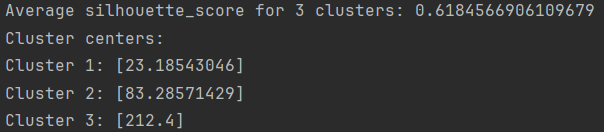 Average silhouette_score for 3 clusters: 0.6184566906109679
Cluster centers:
Cluster 1: [23.18543046]
Cluster 2: [83.28571429]
Cluster 3: [212.4]